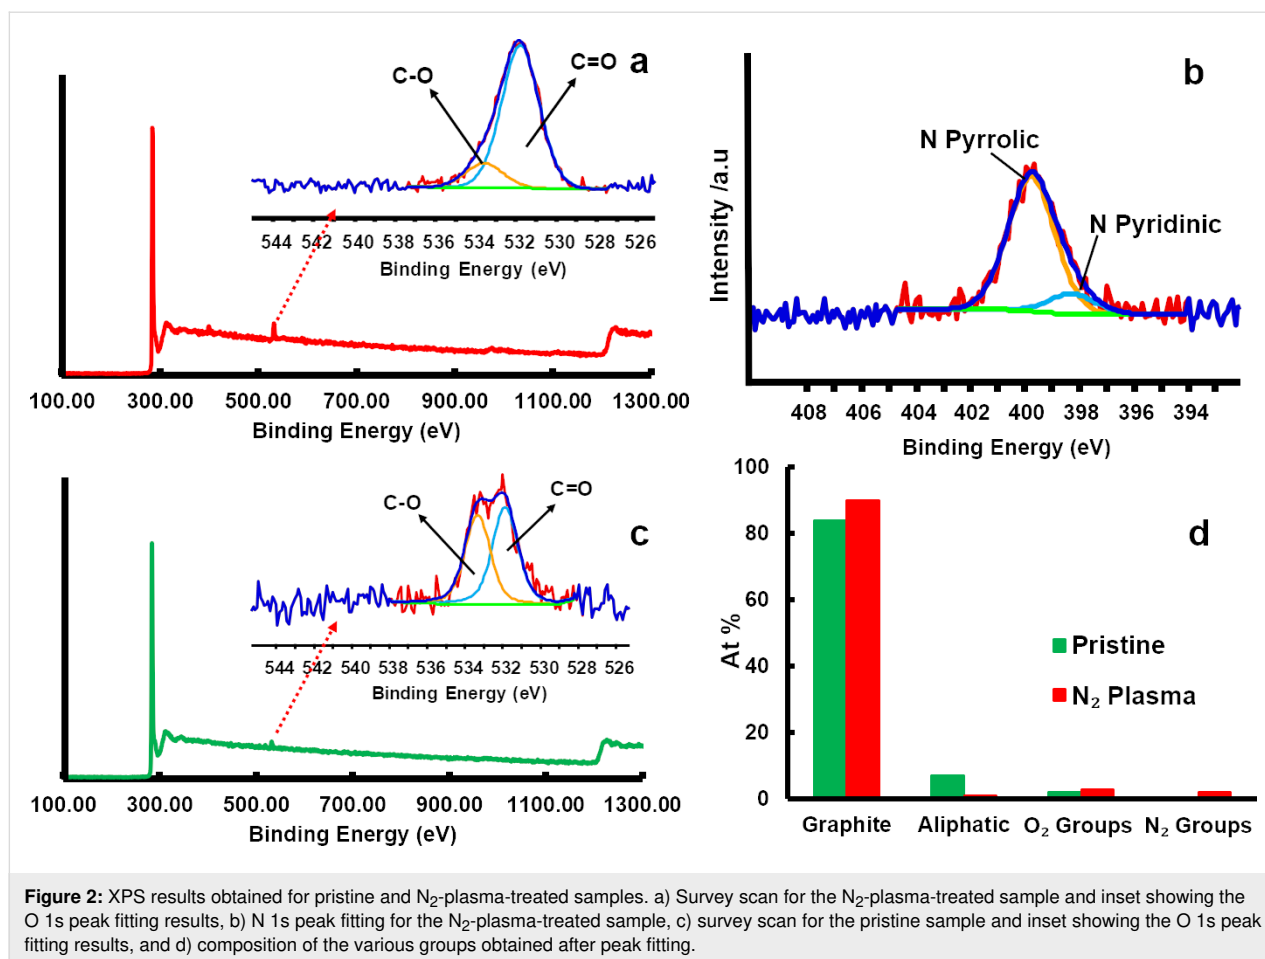 a
C-O
C=O
544 542 540 538 536 534 532 530 528 526
Binding Energy (eV)
100.00 300.00 500.00 700.00 900.00 1100.00 1300.00
Binding Energy (eV)
b
N Pyrrolic
N Pyridinic
Intensity /a.u
408 406 404 402 400 398 396 394
Binding Energy (eV)
c
C-O
C=O
544 542 540 538 536 534 532 530 528 526
Binding Energy (eV)
100.00 300.00 500.00 700.00 900.00 1100.00 1300.00
Binding Energy (eV)
d
100
80
60
40
20
0
At %
Pristine
N₂ Plasma
Graphite Aliphatic O₂ Groups N₂ Groups
Figure 2: XPS results obtained for pristine and N₂-plasma-treated samples. a) Survey scan for the N₂-plasma-treated sample and inset showing the
O 1s peak fitting results, b) N 1s peak fitting for the N₂-plasma-treated sample, c) survey scan for the pristine sample and inset showing the O 1s peak
fitting results, and d) composition of the various groups obtained after peak fitting.